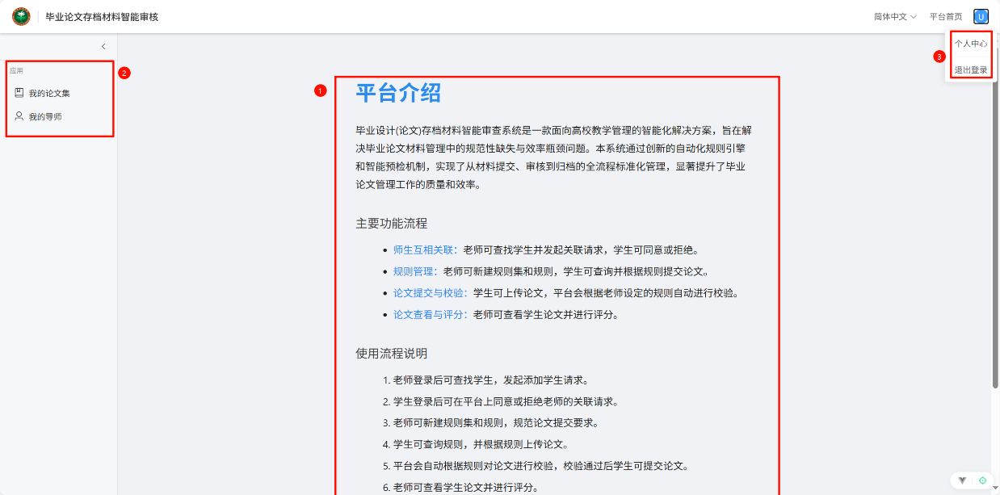 毕业论文存档材料智能审核
简体中文
平台首页
U
个人中心
3
退出登录
应用
2
我的论文集
我的导师
1
平台介绍
毕业设计(论文)存档材料智能审查系统是一款面向高校教学管理的智能化解决方案，旨在解
决毕业论文材料管理中的规范性缺失与效率瓶颈问题。本系统通过创新的自动化规则引擎
和智能预检机制，实现了从材料提交、审核到归档的全流程标准化管理，显著提升了毕业
论文管理工作的质量和效率。
主要功能流程
• 师生互相关联：老师可查找学生并发起关联请求，学生可同意或拒绝。
• 规则管理：老师可新建规则集和规则，学生可查询并根据规则提交论文。
• 论文提交与校验：学生可上传论文，平台会根据老师设定的规则自动进行校验。
• 论文查看与评分：老师可查看学生论文并进行评分。
使用流程说明
1. 老师登录后可查找学生，发起添加学生请求。
2. 学生登录后可在平台上同意或拒绝老师的关联请求。
3. 老师可新建规则集和规则，规范论文提交要求。
4. 学生可查询规则，并根据规则上传论文。
5. 平台会自动根据规则对论文进行校验，校验通过后学生可提交论文。
6. 老师可查看学生论文并进行评分。